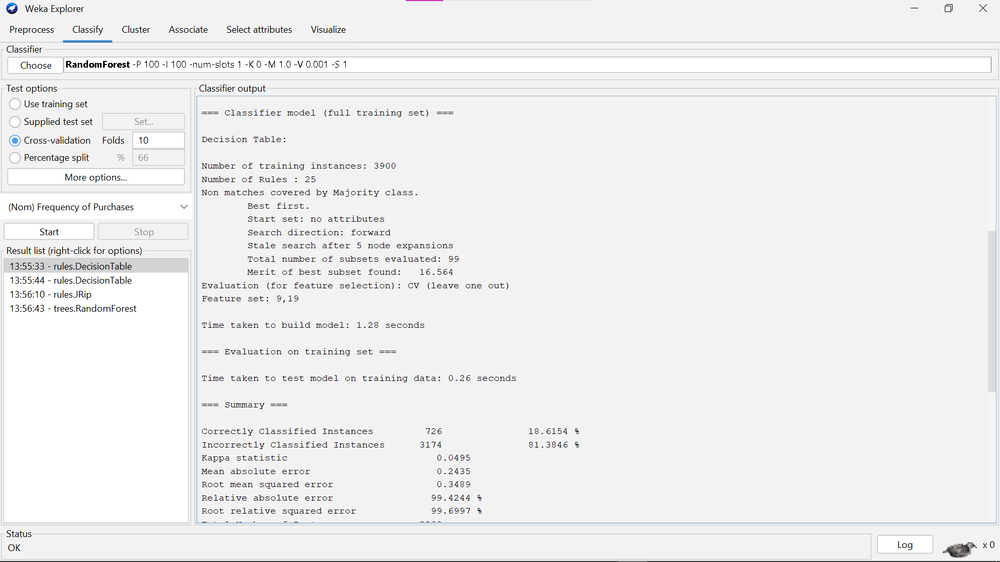 Weka Explorer
Preprocess Classify Cluster Associate Select attributes Visualize
Classifier
Choose RandomForest -P 100 -I 100 -num-slots 1 -K 0 -M 1.0 -V 0.001 -S 1
Test options
Use training set
Supplied test set Set...
Cross-validation Folds 10
Percentage split % 66
More options...
(Nom) Frequency of Purchases
Start Stop
Result list (right-click for options)
13:55:33 - rules.DecisionTable
13:55:44 - rules.DecisionTable
13:56:10 - rules.JRip
13:56:43 - trees.RandomForest
Classifier output
=== Classifier model (full training set) ===
Decision Table:
Number of training instances: 3900
Number of Rules : 25
Non matches covered by Majority class.
Best first.
Start set: no attributes
Search direction: forward
Stale search after 5 node expansions
Total number of subsets evaluated: 99
Merit of best subset found: 16.564
Evaluation (for feature selection): CV (leave one out)
Feature set: 9,19
Time taken to build model: 1.28 seconds
=== Evaluation on training set ===
Time taken to test model on training data: 0.26 seconds
=== Summary ===
Correctly Classified Instances 726 18.6154 %
Incorrectly Classified Instances 3174 81.3846 %
Kappa statistic 0.0495
Mean absolute error 0.2435
Root mean squared error 0.3489
Relative absolute error 99.4244 %
Root relative squared error 99.6997 %
Status
OK
Log x 0